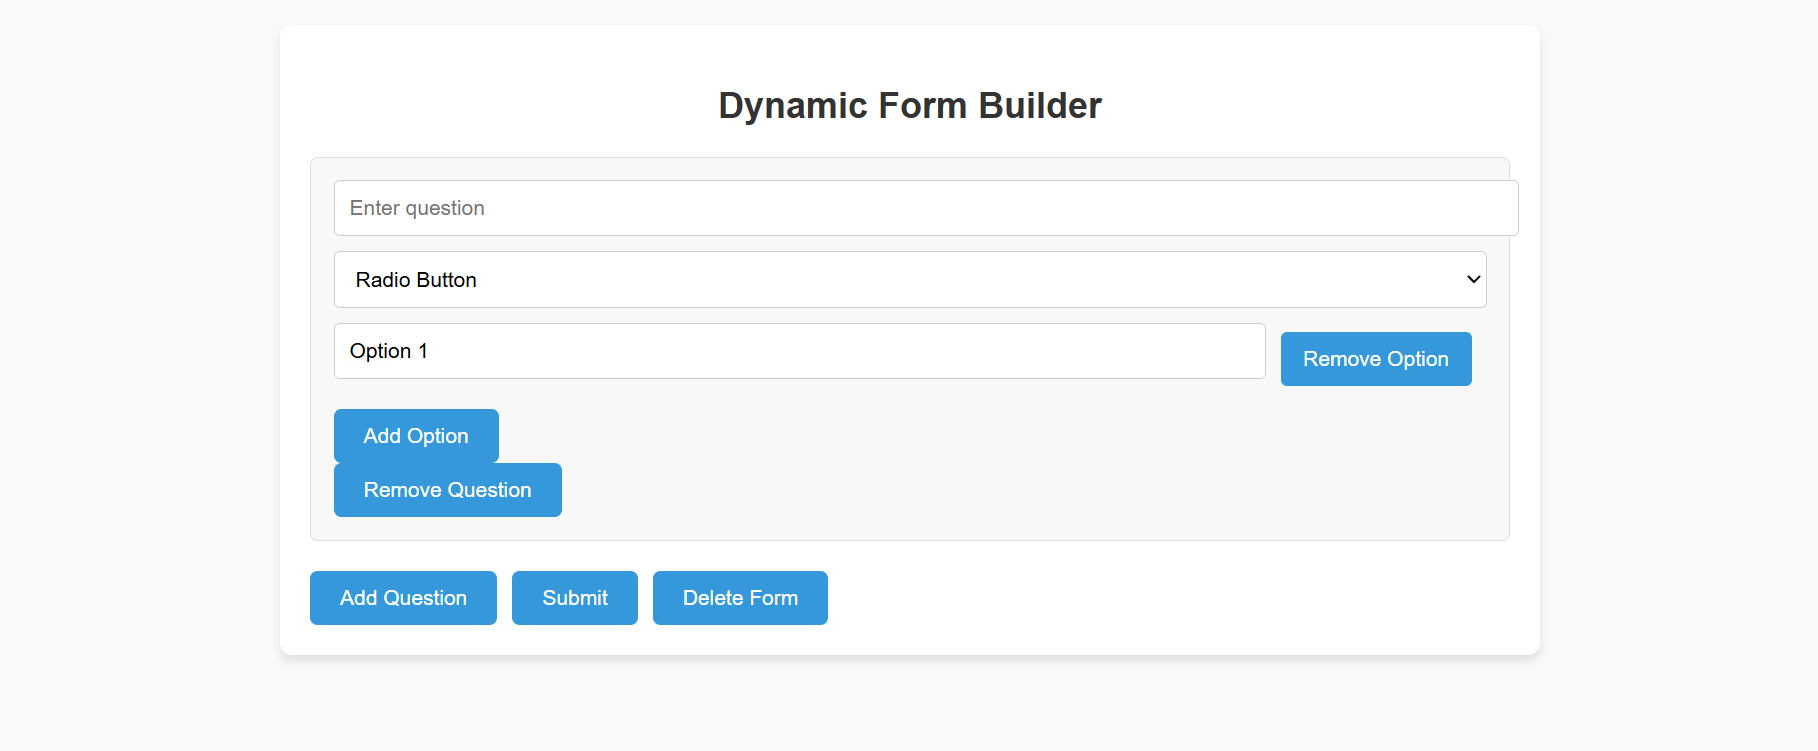 Dynamic Form Builder
Enter question
Radio Button
Option 1
Remove Option
Add Option
Remove Question
Add Question
Submit
Delete Form